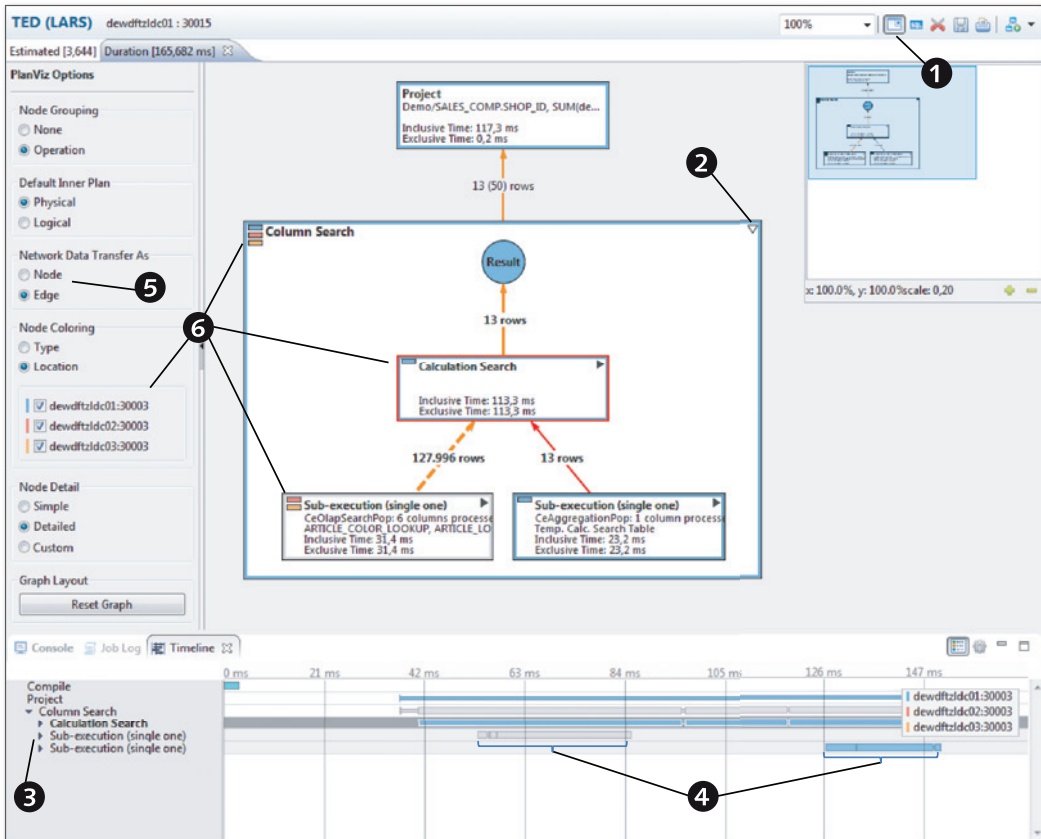 TED (LARS) dewdftzldc01 : 30015
100%
1
Estimated [3,644] Duration [165,682 ms]
PlanViz Options
Node Grouping
None
Operation
Default Inner Plan
Physical
Logical
Network Data Transfer As
Node
5
Edge
Node Coloring
6
Type
Location
dewdftzldc01:30003
dewdftzldc02:30003
dewdftzldc03:30003
Node Detail
Simple
Detailed
Custom
Graph Layout
Reset Graph
Project
Demo/SALES_COMP.SHOP_ID, SUM(de...
Inclusive Time: 117,3 ms
Exclusive Time: 0,2 ms
13 (50) rows
2
Column Search
Result
13 rows
Calculation Search
Inclusive Time: 113,3 ms
Exclusive Time: 113,3 ms
127.996 rows
13 rows
Sub-execution (single one)
CeOlapSearchPop: 6 columns processe
ARTICLE_COLOR_LOOKUP, ARTICLE_LO
Inclusive Time: 31,4 ms
Exclusive Time: 31,4 ms
Sub-execution (single one)
CeAggregationPop: 1 column processe
Temp. Calc. Search Table
Inclusive Time: 23,2 ms
Exclusive Time: 23,2 ms
x: 100.0%, y: 100.0%scale: 0,20
Console Job Log Timeline
0 ms 21 ms 42 ms 63 ms 84 ms 105 ms 126 ms 147 ms
Compile
Project
Column Search
Calculation Search
Sub-execution (single one)
Sub-execution (single one)
3
4
dewdftzldc01:30003
dewdftzldc02:30003
dewdftzldc03:30003